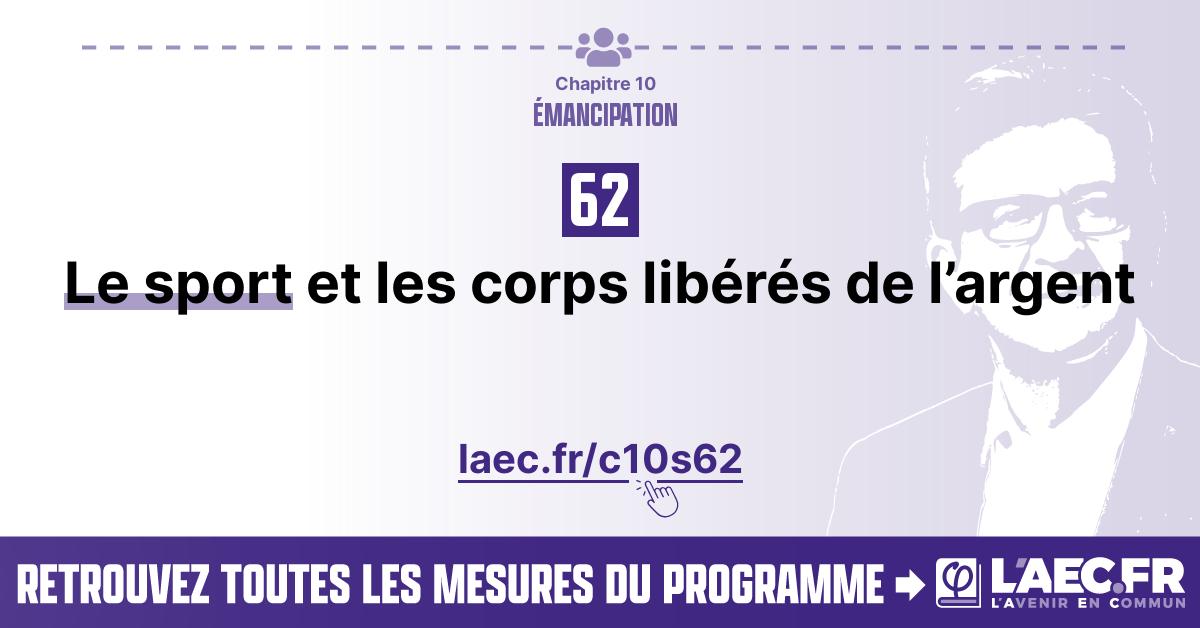 Chapitre 10
ÉMANCIPATION
62
Le sport et les corps libérés de l’argent
laec.fr/c10s62
RETROUVEZ TOUTES LES MESURES DU PROGRAMME
L'AEC.FR
L'AVENIR EN COMMUN